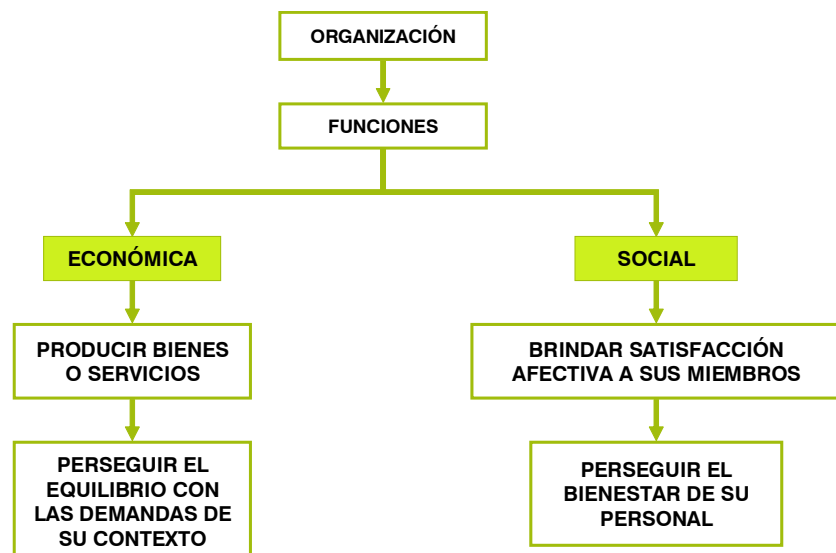 ORGANIZACIÓN
FUNCIONES
ECONÓMICA
SOCIAL
PRODUCIR BIENES
O SERVICIOS
BRINDAR SATISFACCIÓN
AFECTIVA A SUS MIEMBROS
PERSEGUIR EL
EQUILIBRIO CON
LAS DEMANDAS DE
SU CONTEXTO
PERSEGUIR EL
BIENESTAR DE SU
PERSONAL